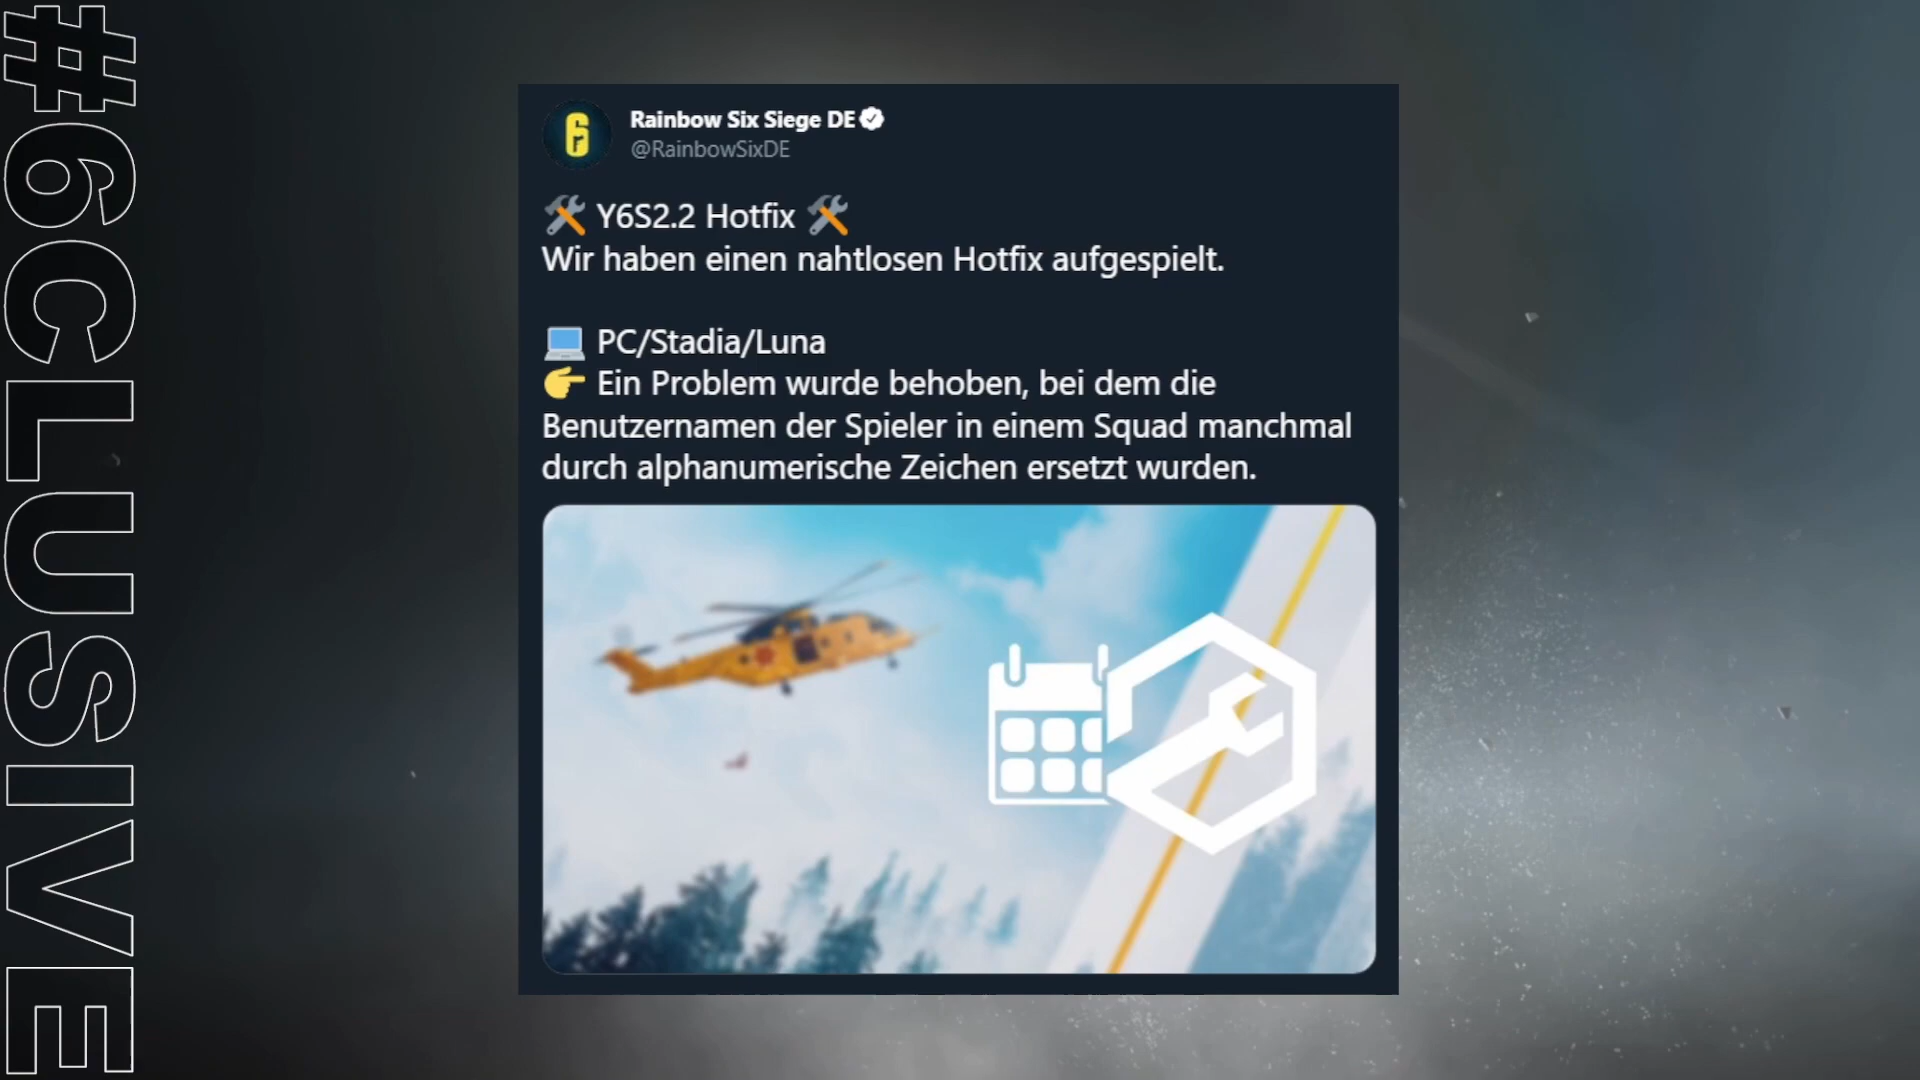 #6CLUSIVE
Rainbow Six Siege DE
@RainbowSixDE
🛠️ Y6S2.2 Hotfix 🛠️
Wir haben einen nahtlosen Hotfix aufgespielt.
💻 PC/Stadia/Luna
👉 Ein Problem wurde behoben, bei dem die
Benutzernamen der Spieler in einem Squad manchmal
durch alphanumerische Zeichen ersetzt wurden.